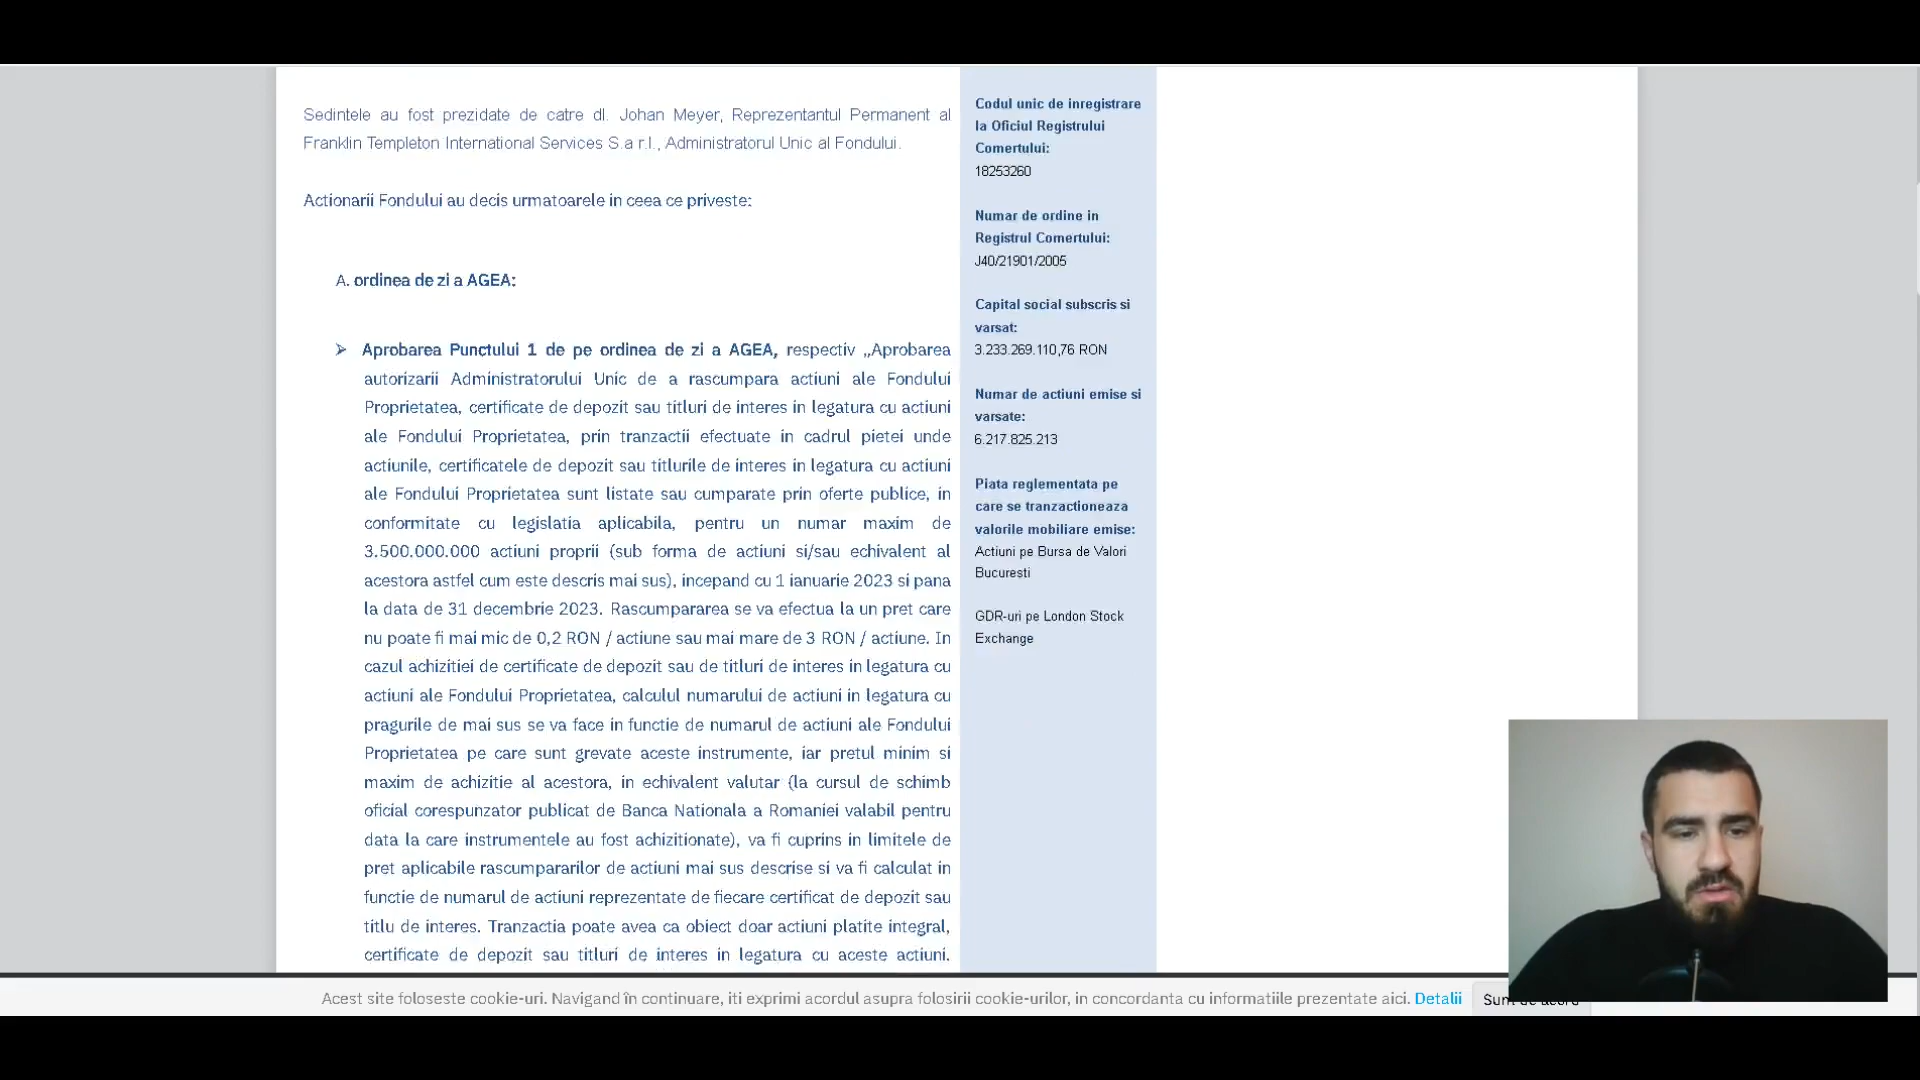 Sedintele au fost prezidate de catre dl. Johan Meyer, Reprezentantul Permanent al
Franklin Templeton International Services S.a r.l., Administratorul Unic al Fondului.
Actionarii Fondului au decis urmatoarele in ceea ce priveste:
A. ordinea de zi a AGEA:
➢ Aprobarea Punctului 1 de pe ordinea de zi a AGEA, respectiv „Aprobarea
autorizarii Administratorului Unic de a rascumpara actiuni ale Fondului
Proprietatea, certificate de depozit sau titluri de interes in legatura cu actiuni
ale Fondului Proprietatea, prin tranzactii efectuate in cadrul pietei unde
actiunile, certificatele de depozit sau titlurile de interes in legatura cu actiuni
ale Fondului Proprietatea sunt listate sau cumparate prin oferte publice, in
conformitate cu legislatia aplicabila, pentru un numar maxim de
3.500.000.000 actiuni proprii (sub forma de actiuni si/sau echivalent al
acestora astfel cum este descris mai sus), incepand cu 1 ianuarie 2023 si pana
la data de 31 decembrie 2023. Rascumpararea se va efectua la un pret care
nu poate fi mai mic de 0,2 RON / actiune sau mai mare de 3 RON / actiune. In
cazul achizitiei de certificate de depozit sau de titluri de interes in legatura cu
actiuni ale Fondului Proprietatea, calculul numarului de actiuni in legatura cu
pragurile de mai sus se va face in functie de numarul de actiuni ale Fondului
Proprietatea pe care sunt grevate aceste instrumente, iar pretul minim si
maxim de achizitie al acestora, in echivalent valutar (la cursul de schimb
oficial corespunzator publicat de Banca Nationala a Romaniei valabil pentru
data la care instrumentele au fost achizitionate), va fi cuprins in limitele de
pret aplicabile rascumpararilor de actiuni mai sus descrise si va fi calculat in
functie de numarul de actiuni reprezentate de fiecare certificat de depozit sau
titlu de interes. Tranzactia poate avea ca obiect doar actiuni platite integral,
certificate de depozit sau titluri de interes in legatura cu aceste actiuni.
Codul unic de inregistrare
la Oficiul Registrului
Comertului:
18253260
Numar de ordine in
Registrul Comertului:
J40/21901/2005
Capital social subscris si
varsat:
3.233.269.110,76 RON
Numar de actiuni emise si
varsate:
6.217.825.213
Piata reglementata pe
care se tranzactioneaza
valorile mobiliare emise:
Actiuni pe Bursa de Valori
Bucuresti
GDR-uri pe London Stock
Exchange
Acest site foloseste cookie-uri. Navigand în continuare, iti exprimi acordul asupra folosirii cookie-urilor, in concordanta cu informatiile prezentate aici. Detalii
Sunt de acord